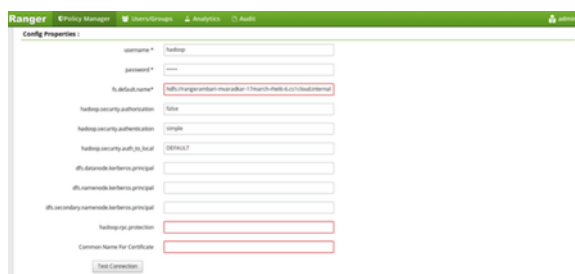 Ranger Policy Manager Users/Groups Analytics Audit admin
Config Properties :
username * hadoop
password * •••••
fs.default.name*
hadoop.security.authorization false
hadoop.security.authentication simple
hadoop.security.auth_to_local DEFAULT
dfs.datanode.kerberos.principal
dfs.namenode.kerberos.principal
dfs.secondary.namenode.kerberos.principal
hadoop.rpc.protection
Common Name For Certificate
Test Connection